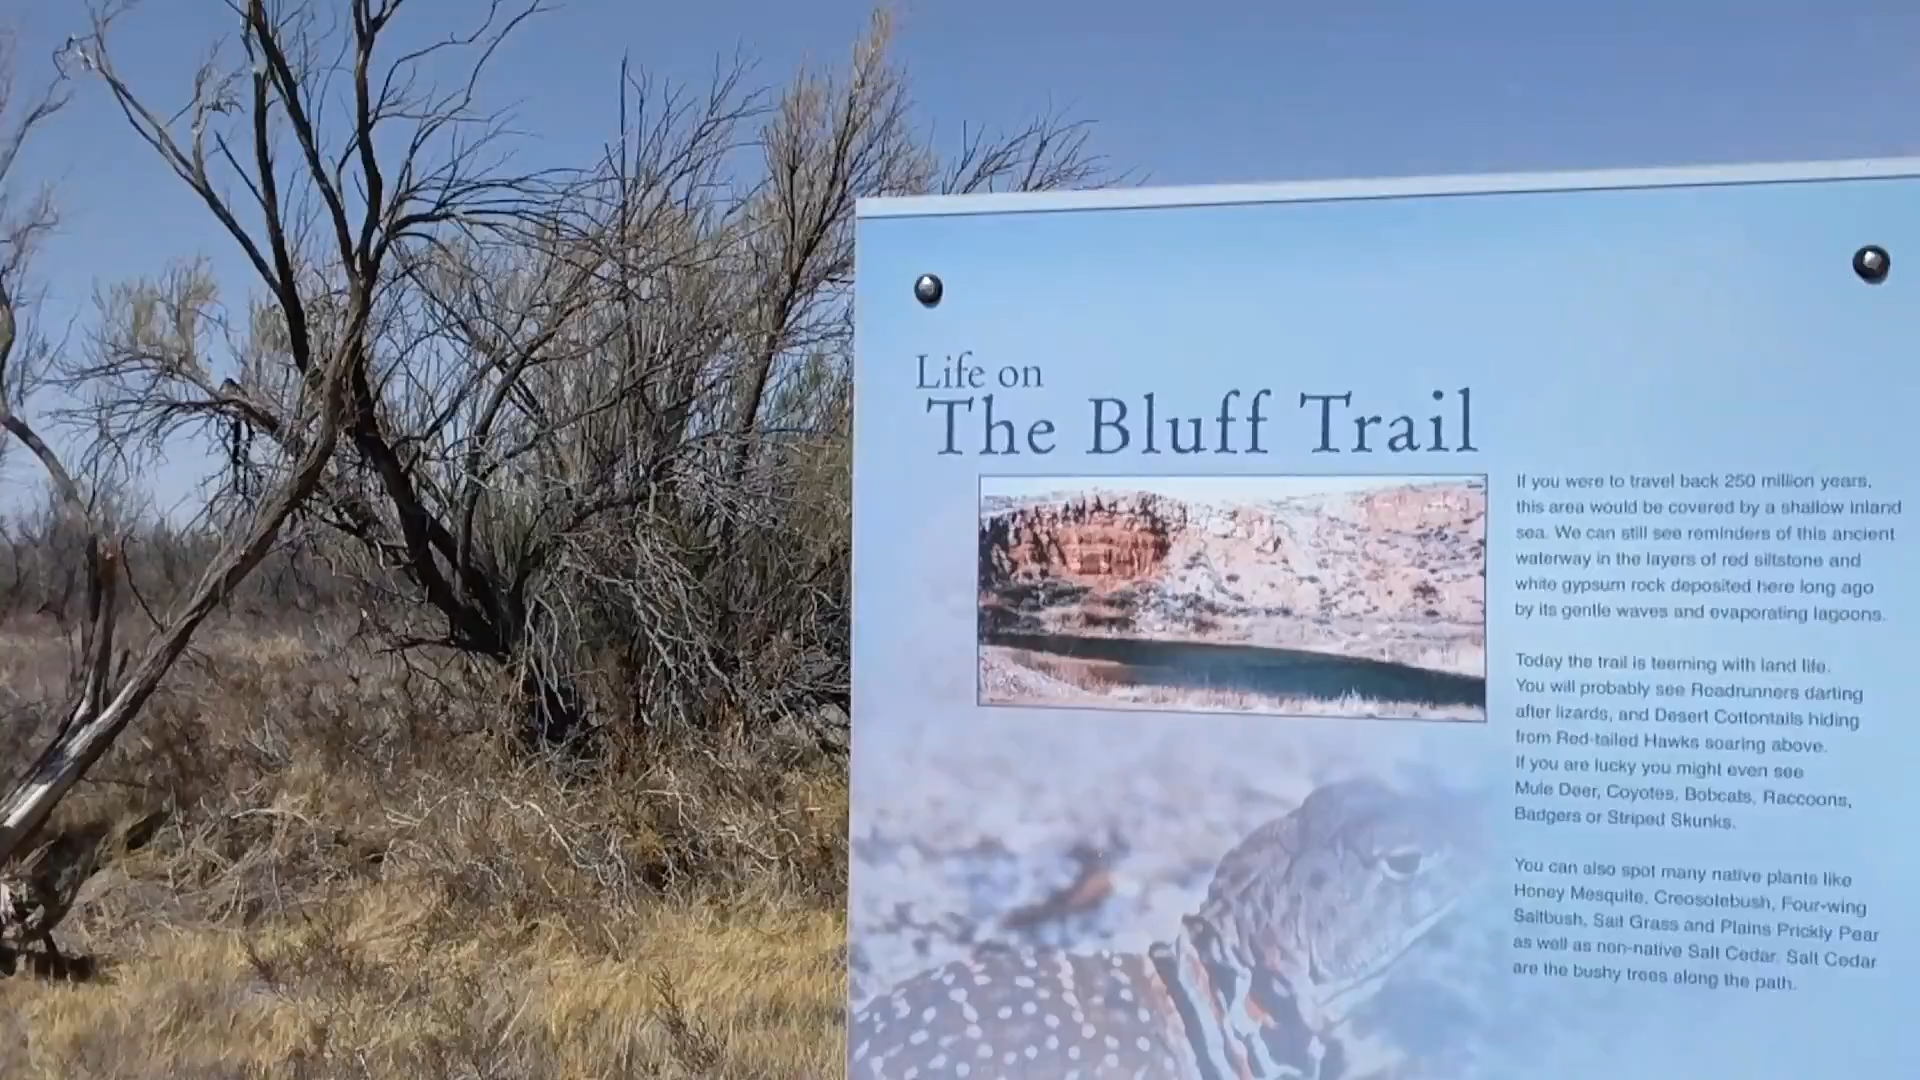 Life on
The Bluff Trail
If you were to travel back 250 million years,
this area would be covered by a shallow inland
sea. We can still see reminders of this ancient
waterway in the layers of red siltstone and
white gypsum rock deposited here long ago
by its gentle waves and evaporating lagoons.
Today the trail is teeming with land life.
You will probably see Roadrunners darting
after lizards, and Desert Cottontails hiding
from Red-tailed Hawks soaring above.
If you are lucky you might even see
Mule Deer, Coyotes, Bobcats, Raccoons,
Badgers or Striped Skunks.
You can also spot many native plants like
Honey Mesquite, Creosotebush, Four-wing
Saltbush, Salt Grass and Plains Prickly Pear
as well as non-native Salt Cedar. Salt Cedar
are the bushy trees along the path.